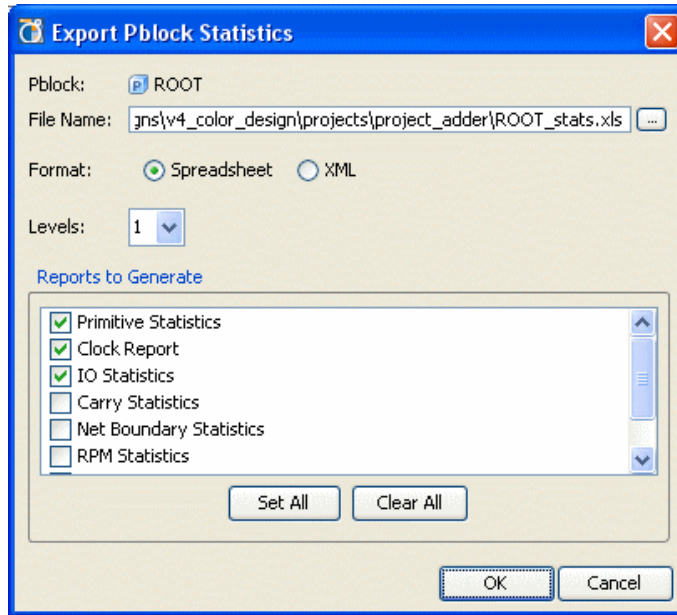 Export Pblock Statistics
Pblock: ROOT
File Name: gns\v4_color_design\projects\project_adder\ROOT_stats.xls ...
Format: Spreadsheet XML
Levels: 1
Reports to Generate
Primitive Statistics
Clock Report
IO Statistics
Carry Statistics
Net Boundary Statistics
RPM Statistics
Set All Clear All
OK Cancel